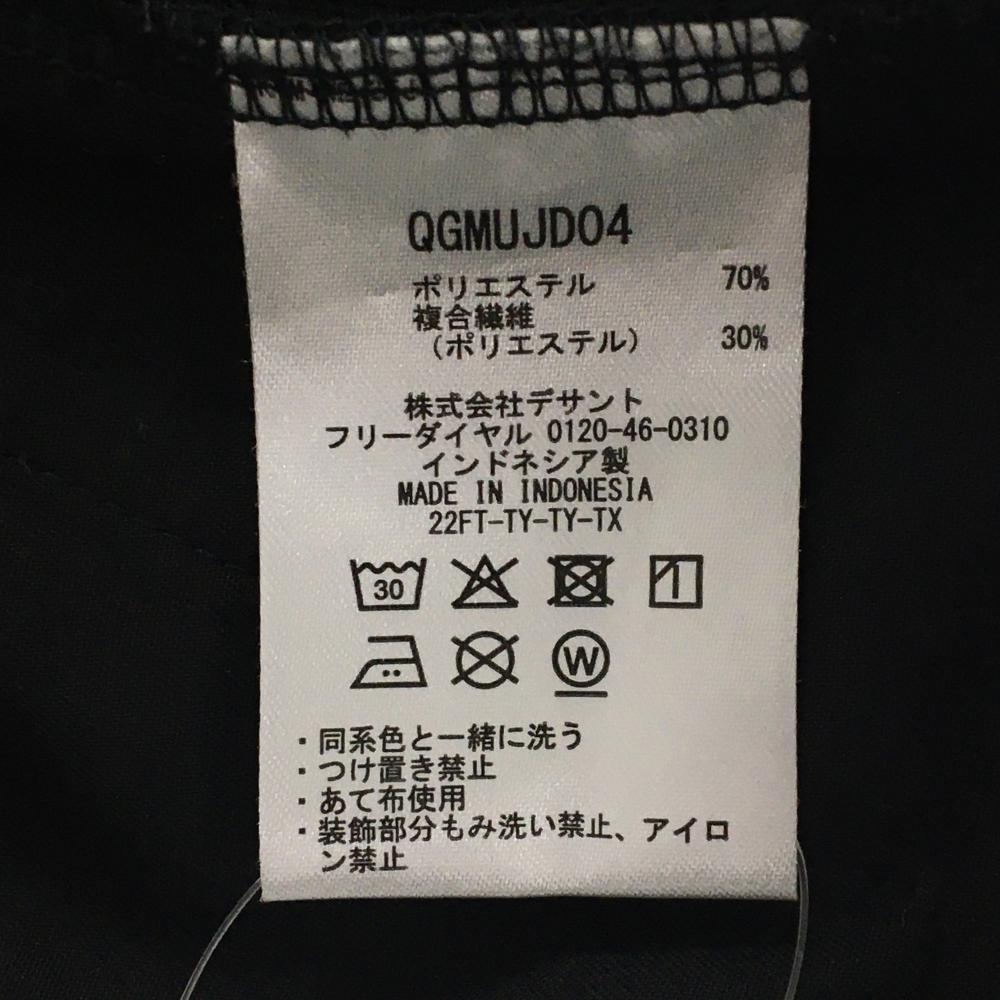 QGMUJD04
ポリエステル 70%
複合繊維
（ポリエステル） 30%
株式会社デサント
フリーダイヤル 0120-46-0310
インドネシア製
MADE IN INDONESIA
22FT-TY-TY-TX
30
W
・同系色と一緒に洗う
・つけ置き禁止
・あて布使用
・装飾部分もみ洗い禁止、アイロ
ン禁止